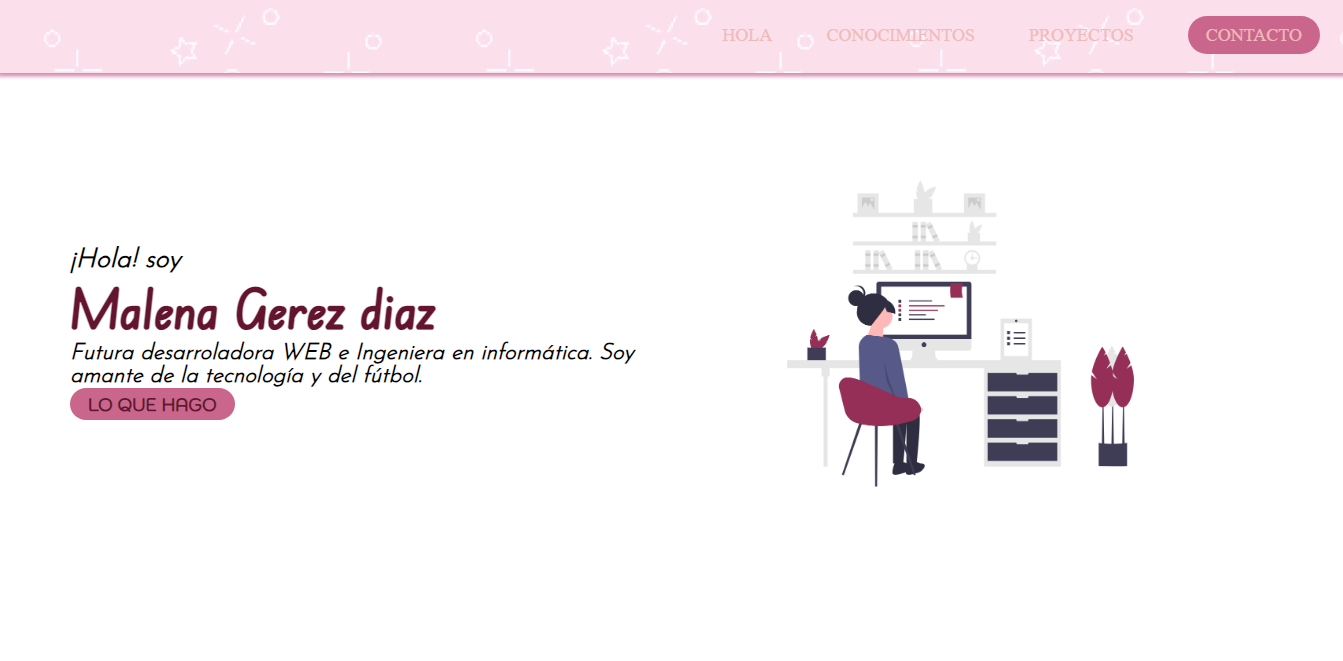 HOLA CONOCIMIENTOS PROYECTOS CONTACTO
¡Hola! soy
Malena Gerez diaz
Futura desarroladora WEB e Ingeniera en informática. Soy
amante de la tecnología y del fútbol.
LO QUE HAGO